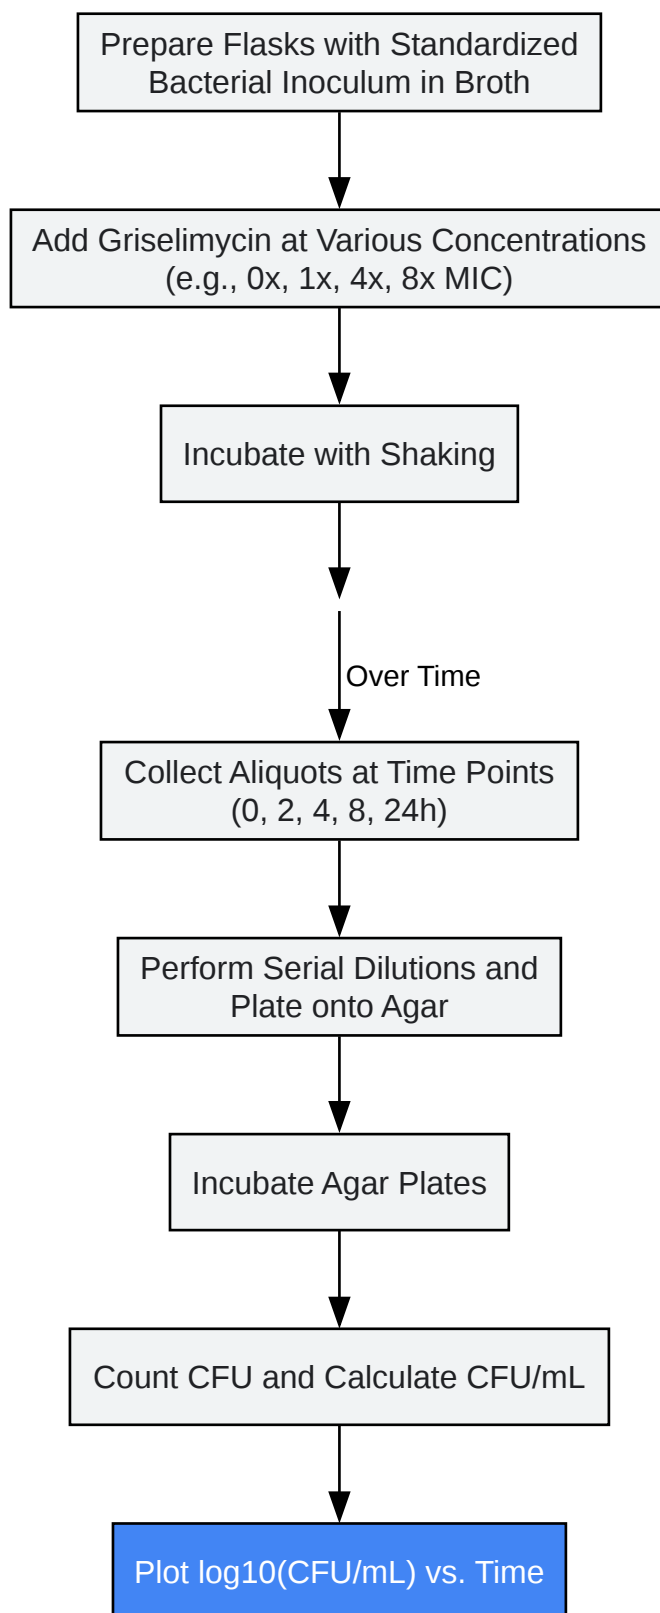 Prepare Flasks with Standardized
Bacterial Inoculum in Broth
Add Griselimycin at Various Concentrations
(e.g., 0x, 1x, 4x, 8x MIC)
Incubate with Shaking
Over Time
Collect Aliquots at Time Points
(0, 2, 4, 8, 24h)
Perform Serial Dilutions and
Plate onto Agar
Incubate Agar Plates
Count CFU and Calculate CFU/mL
Plot log10(CFU/mL) vs. Time